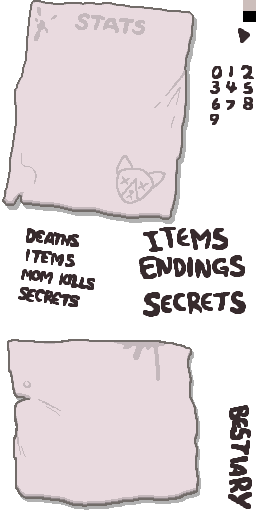 STATS
0 1 2
3 4 5
6 7 8
9
DEATHS
ITEMS
MOM KILLS
SECRETS
ITEMS
ENDINGS
SECRETS
BESTIARY